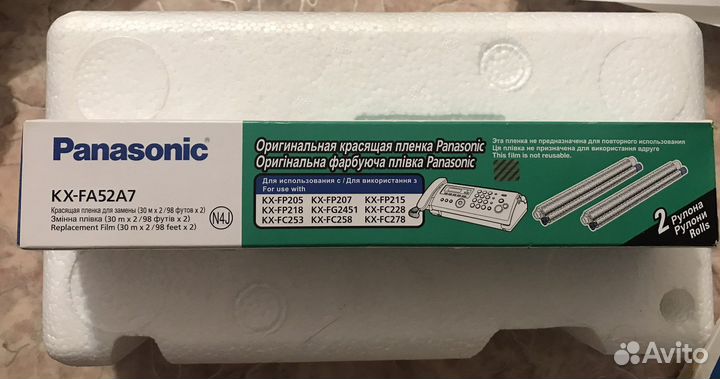 Panasonic
KX-FA52A7
Красящая пленка для замены (30 м x 2 / 98 футов x 2)
Змінна плівка (30 m x 2 / 98 футів x 2)
Replacement Film (30 m x 2 / 98 feet x 2)
N4J
Оригинальная красящая пленка Panasonic
Оригінальна фарбуюча плівка Panasonic
Для использования с / Для використання з
For use with
KX-FP205 KX-FP207 KX-FP215
KX-FP218 KX-FG2451 KX-FC228
KX-FC253 KX-FC258 KX-FC278
Эта пленка не предназначена для повторного использования
Ця плівка не призначена для використання вдруге
This film is not reusable.
2 Рулона
Рулони
Rolls
Avito